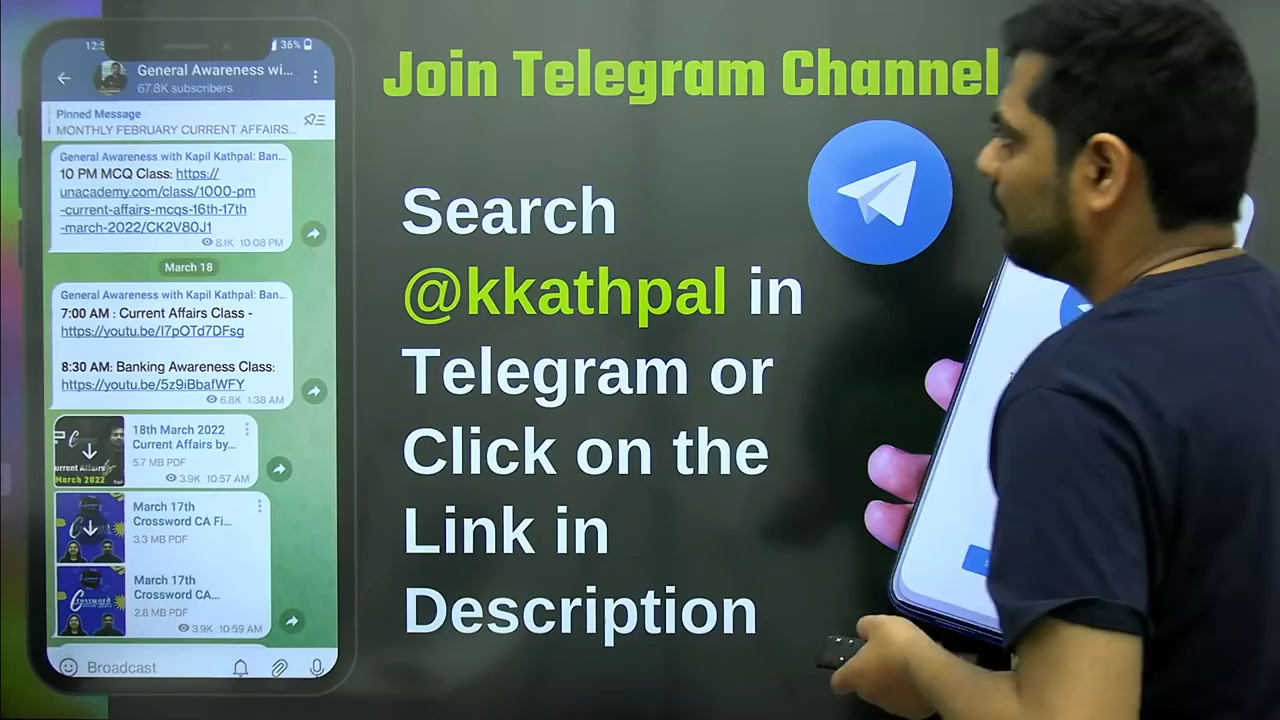 12:5
36%
General Awareness wi...
67.8K subscribers
Pinned Message
MONTHLY FEBRUARY CURRENT AFFAIRS...
General Awareness with Kapil Kathpal: Ban...
10 PM MCQ Class: https://
unacademy.com/class/1000-pm
-current-affairs-mcqs-16th-17th
-march-2022/CK2V80J1
8.1K 10:08 PM
March 18
General Awareness with Kapil Kathpal: Ban...
7:00 AM : Current Affairs Class -
https://youtu.be/I7pOTd7DFsg
8:30 AM: Banking Awareness Class:
https://youtu.be/5z9iBbafWFY
6.8K 1:38 AM
18th March 2022
Current Affairs by...
5.7 MB PDF
3.9K 10:57 AM
urrent Affairs
March 2022
March 17th
Crossword CA Fi...
3.3 MB PDF
March 17th
Crossword CA...
2.8 MB PDF
Crossword
3.9K 10:59 AM
Broadcast
Join Telegram Channel
Search
@kkathpal in
Telegram or
Click on the
Link in
Description